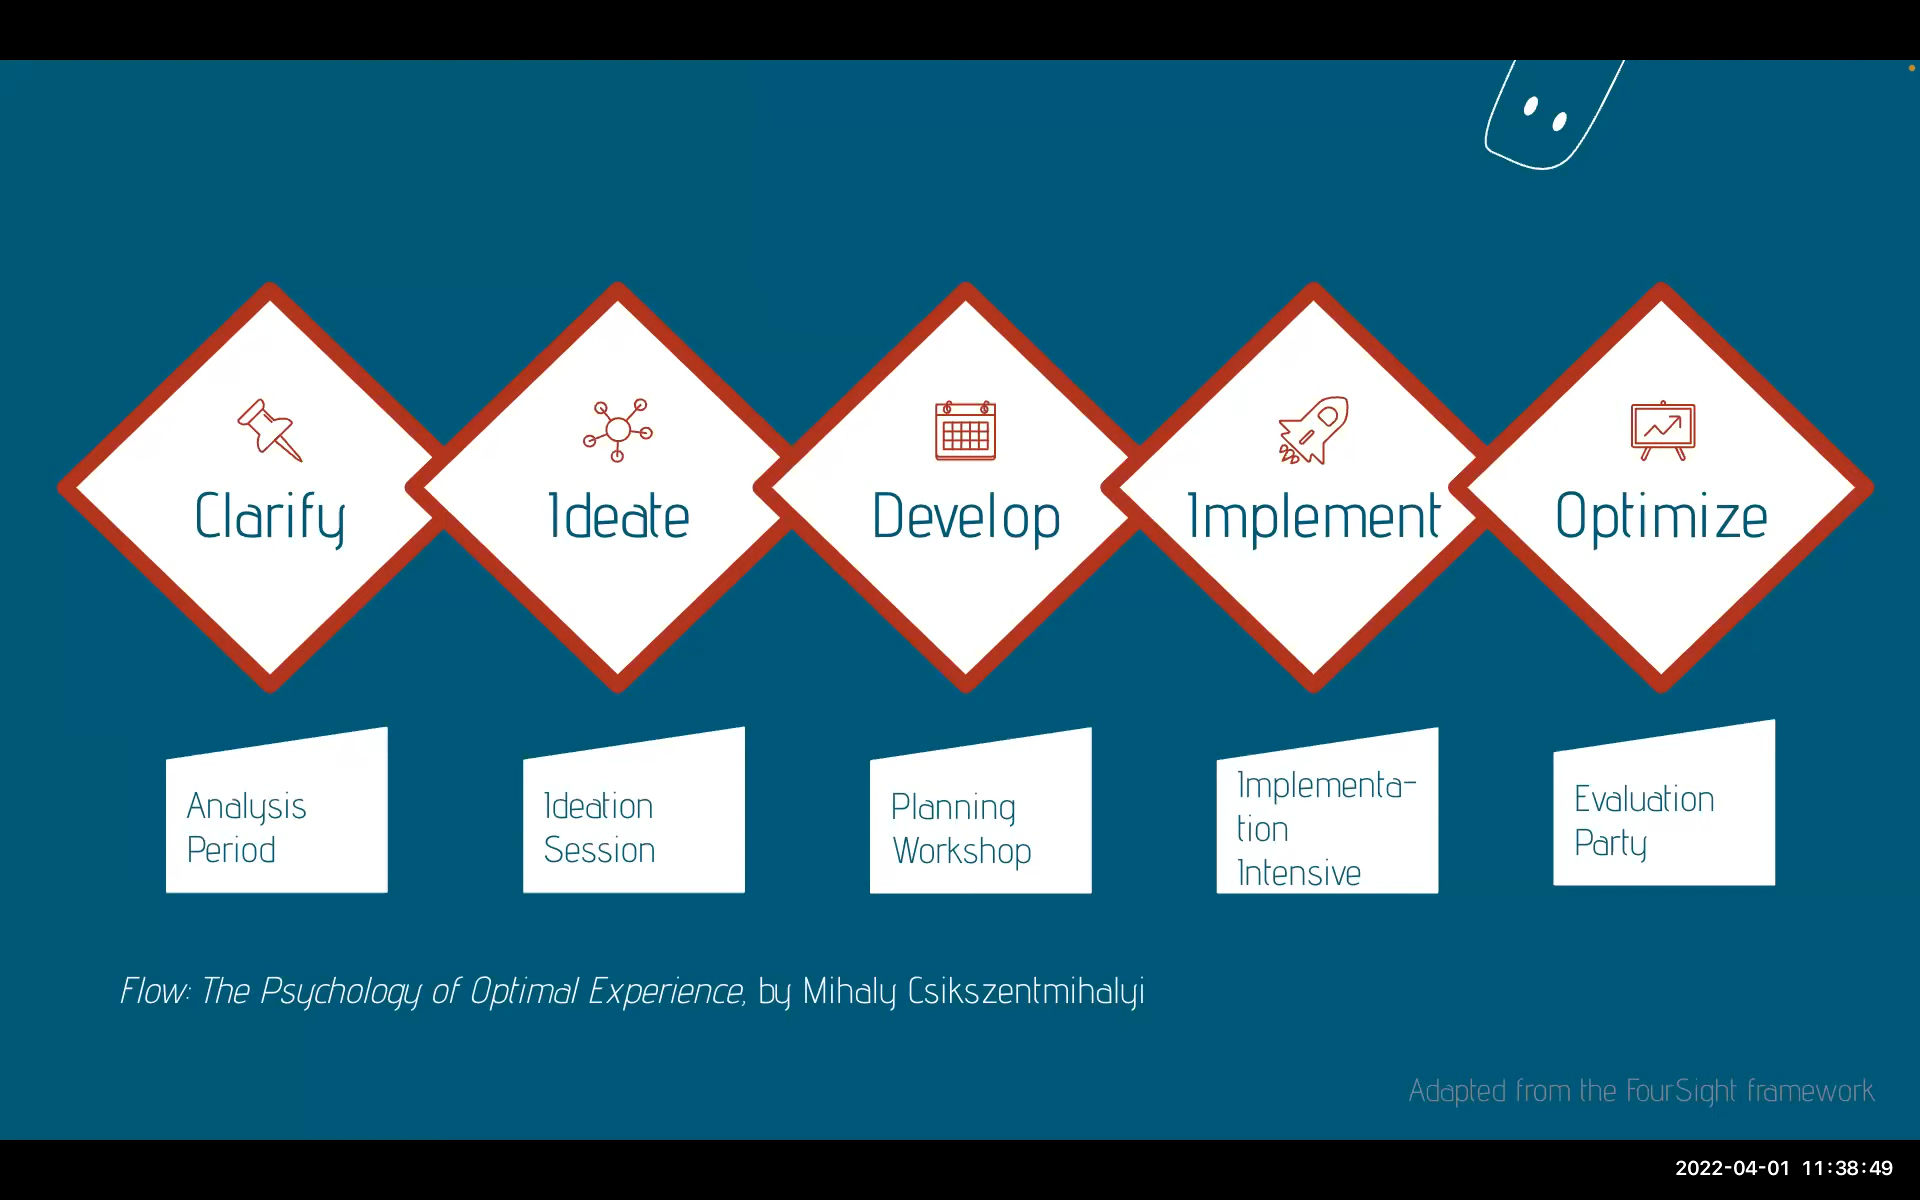 Clarify
Ideate
Develop
Implement
Optimize
Analysis
Period
Ideation
Session
Planning
Workshop
Implementa-
tion
Intensive
Evaluation
Party
Flow: The Psychology of Optimal Experience, by Mihaly Csikszentmihalyi
Adapted from the FourSight framework
2022-04-01 11:38:49